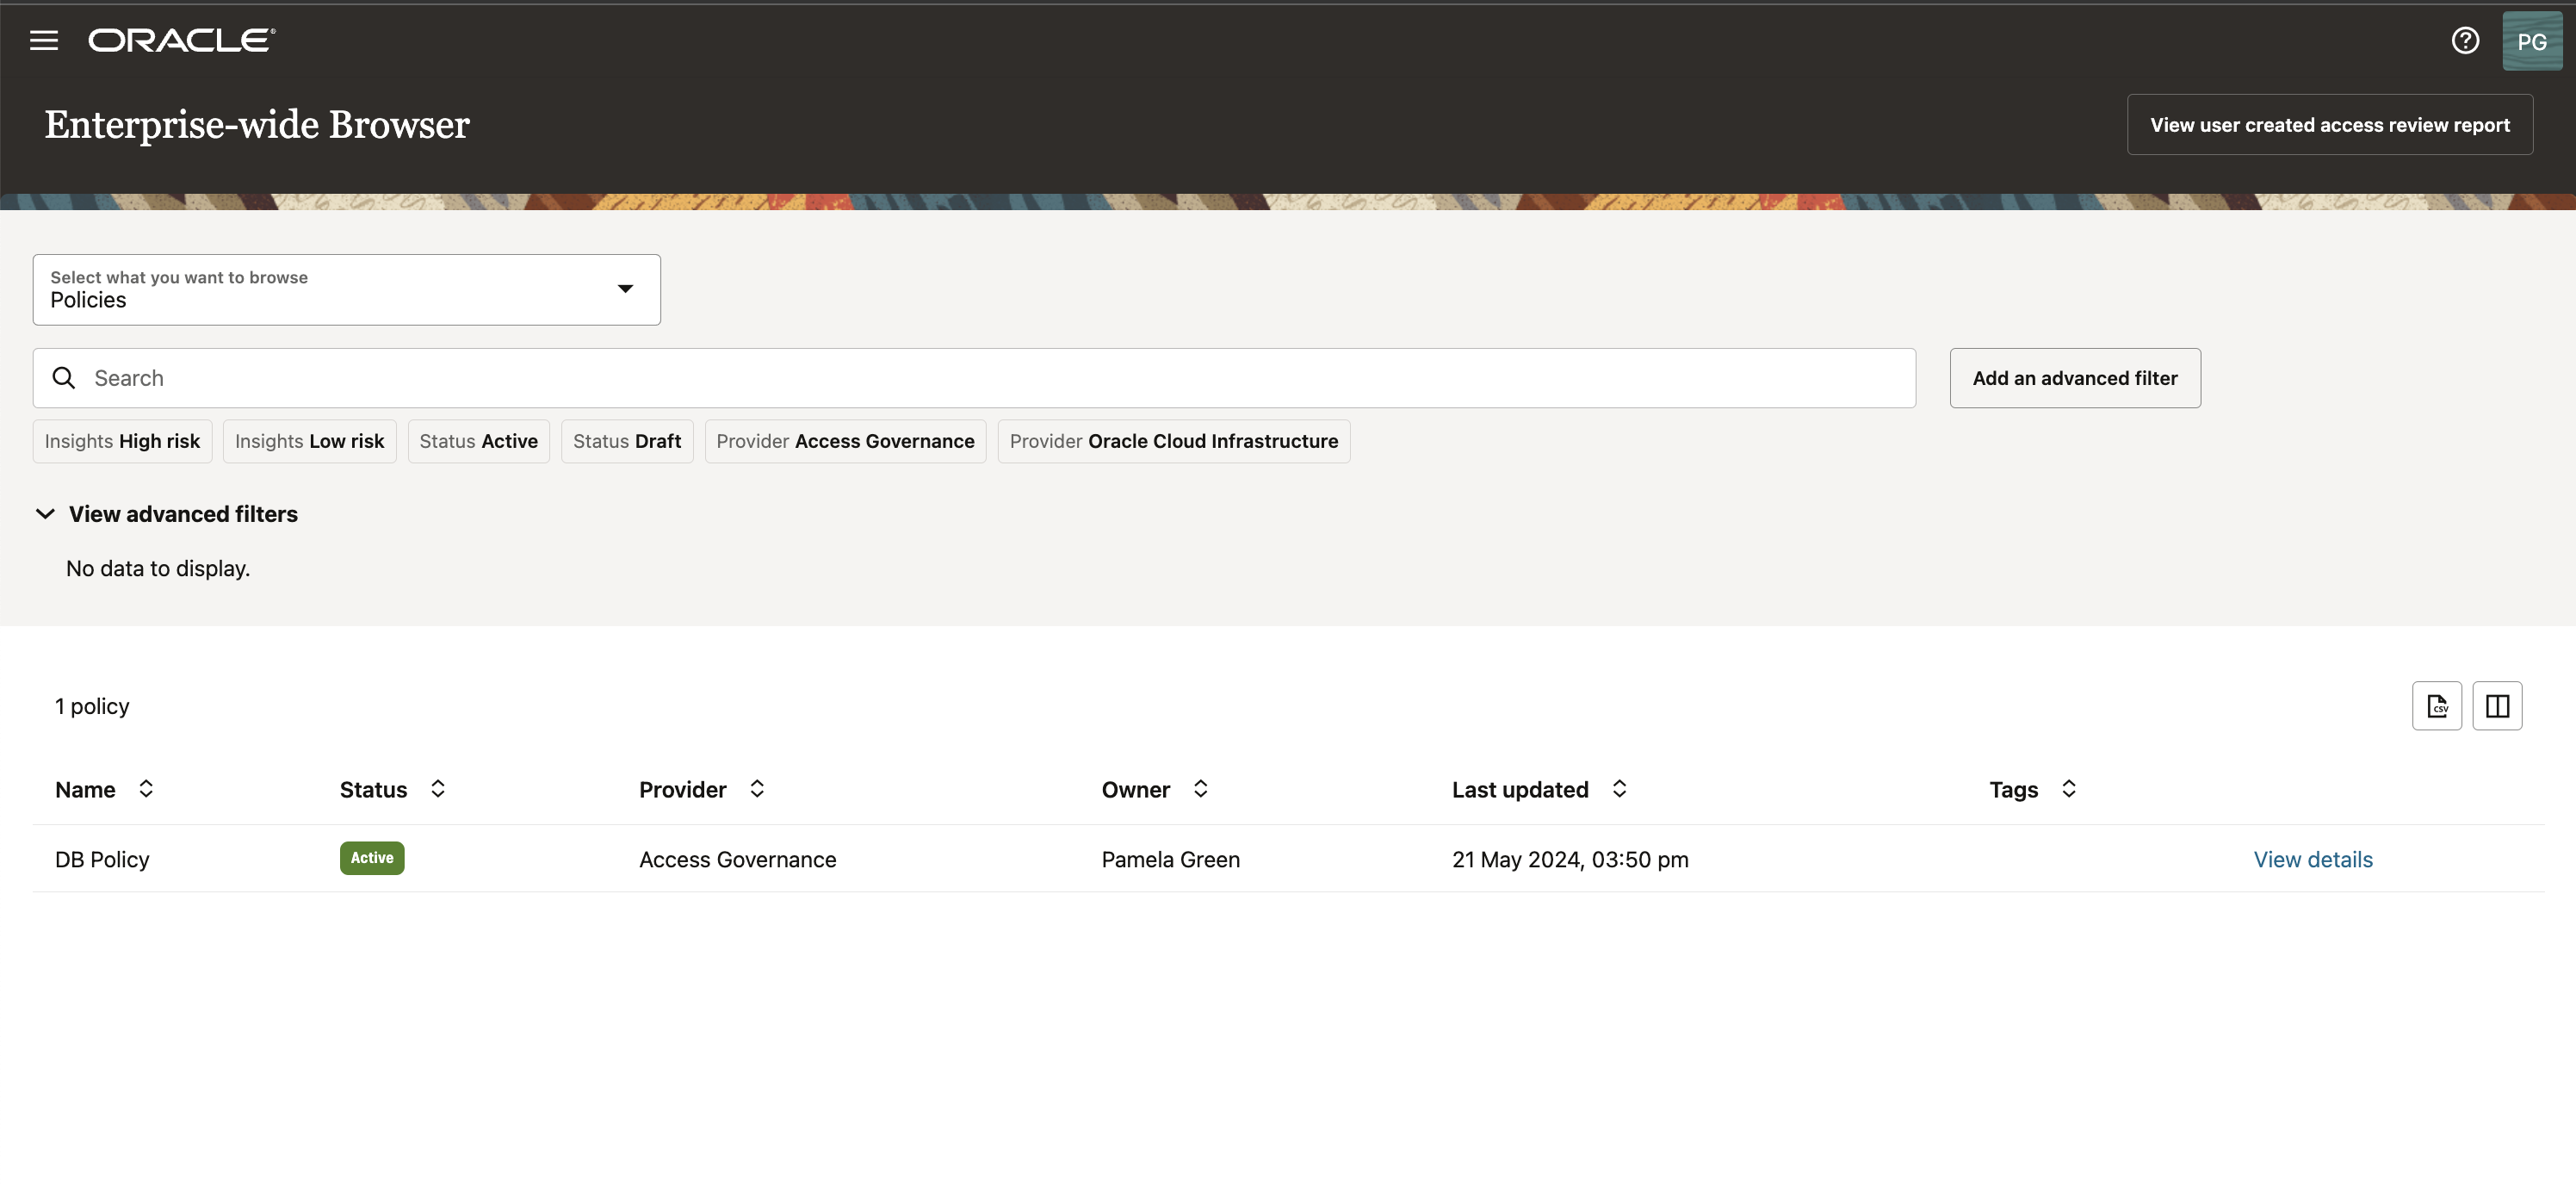 ORACLE
PG
Enterprise-wide Browser
View user created access review report
Select what you want to browse
Policies
Search
Add an advanced filter
Insights High risk
Insights Low risk
Status Active
Status Draft
Provider Access Governance
Provider Oracle Cloud Infrastructure
View advanced filters
No data to display.
1 policy
CSV
Name Status Provider Owner Last updated Tags
DB Policy Active Access Governance Pamela Green 21 May 2024, 03:50 pm View details